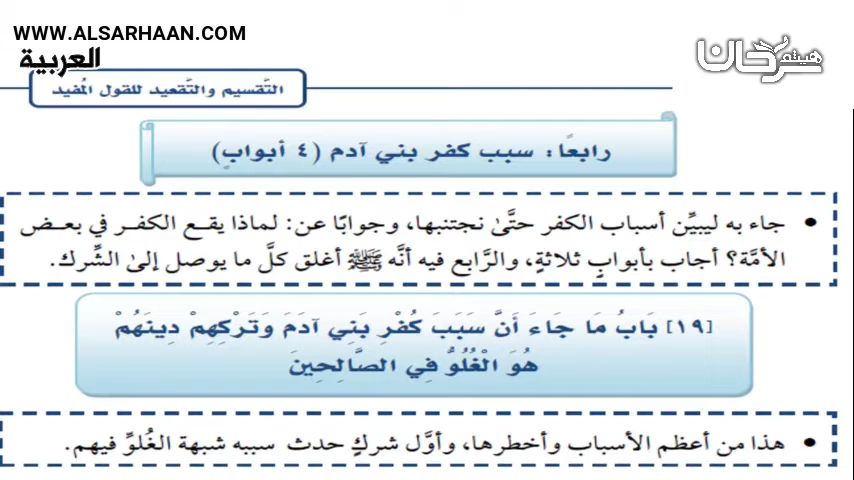 WWW.ALSARHAAN.COM
العربية
هيثم سرحان
التَّقسيم والتَّقعيد للقول المُفيد
رابعًا: سبب كفر بني آدم (٤ أبوابٍ)
• جاء به ليبيِّن أسباب الكفر حتَّىٰ نجتنبها، وجوابًا عن: لماذا يقع الكفر في بعض
الأمَّة؟ أجاب بأبوابٍ ثلاثةٍ، والرَّابع فيه أنَّه ﷺ أغلق كلَّ ما يوصل إلىٰ الشِّرك.
[١٩] بَابُ مَا جَاءَ أَنَّ سَبَبَ كُفْرِ بَنِي آدَمَ وَتَرْكِهِمْ دِينَهُمْ
هُوَ الْغُلُوُّ فِي الصَّالِحِينَ
• هذا من أعظم الأسباب وأخطرها، وأوَّل شركٍ حدث سببه شبهة الغُلوِّ فيهم.